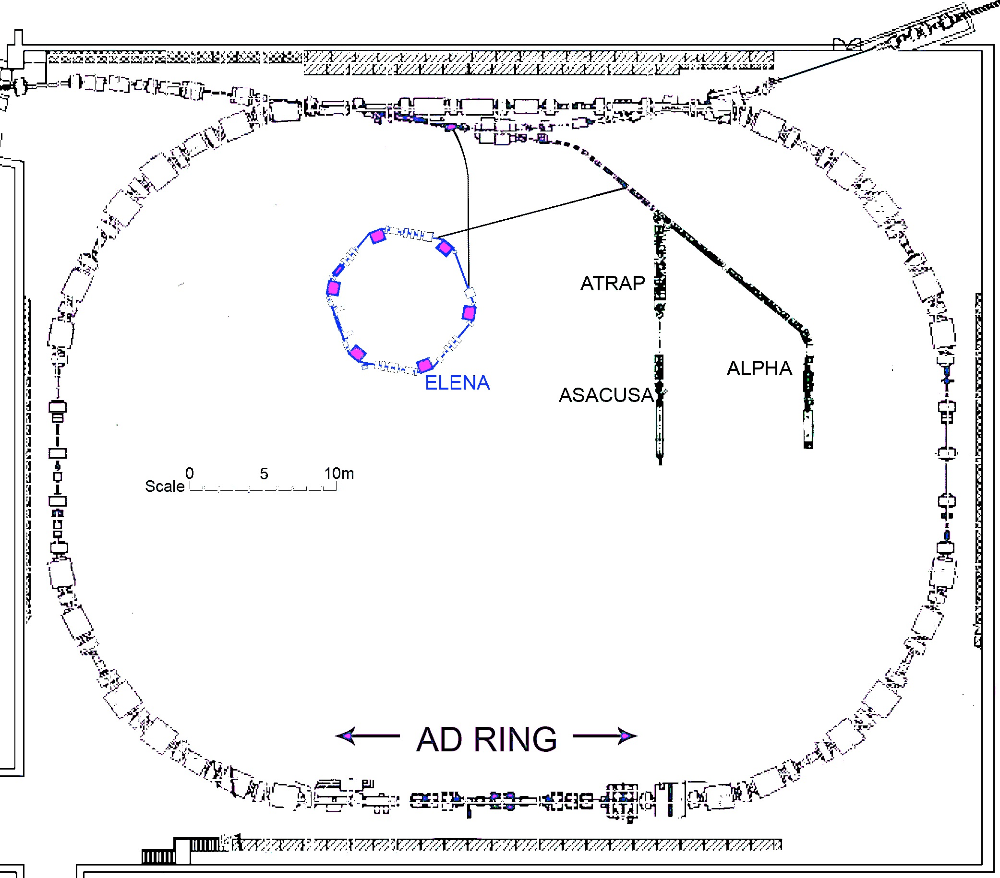 ATRAP
ALPHA
ELENA
ASACUSA
0 5 10m
Scale
AD RING